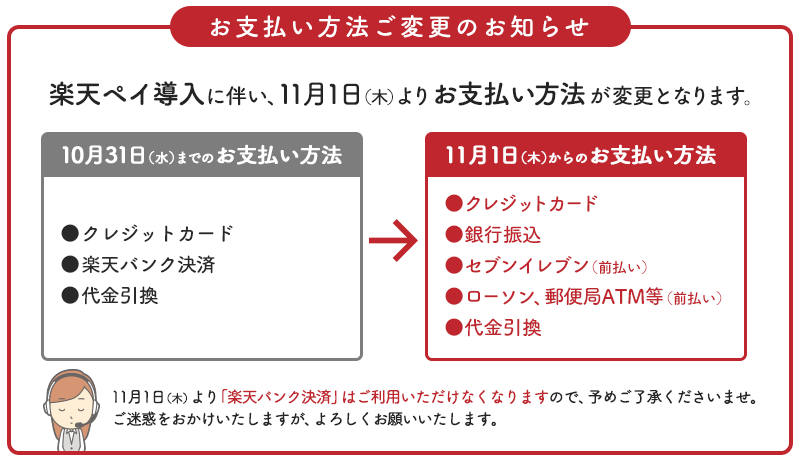 お支払い方法ご変更のお知らせ
楽天ペイ導入に伴い、11月1日(木)よりお支払い方法が変更となります。
10月31日(水)までのお支払い方法
●クレジットカード
●楽天バンク決済
●代金引換
11月1日(木)からのお支払い方法
●クレジットカード
●銀行振込
●セブンイレブン(前払い)
●ローソン、郵便局ATM等(前払い)
●代金引換
11月1日(木)より「楽天バンク決済」はご利用いただけなくなりますので、予めご了承くださいませ。
ご迷惑をおかけいたしますが、よろしくお願いいたします。